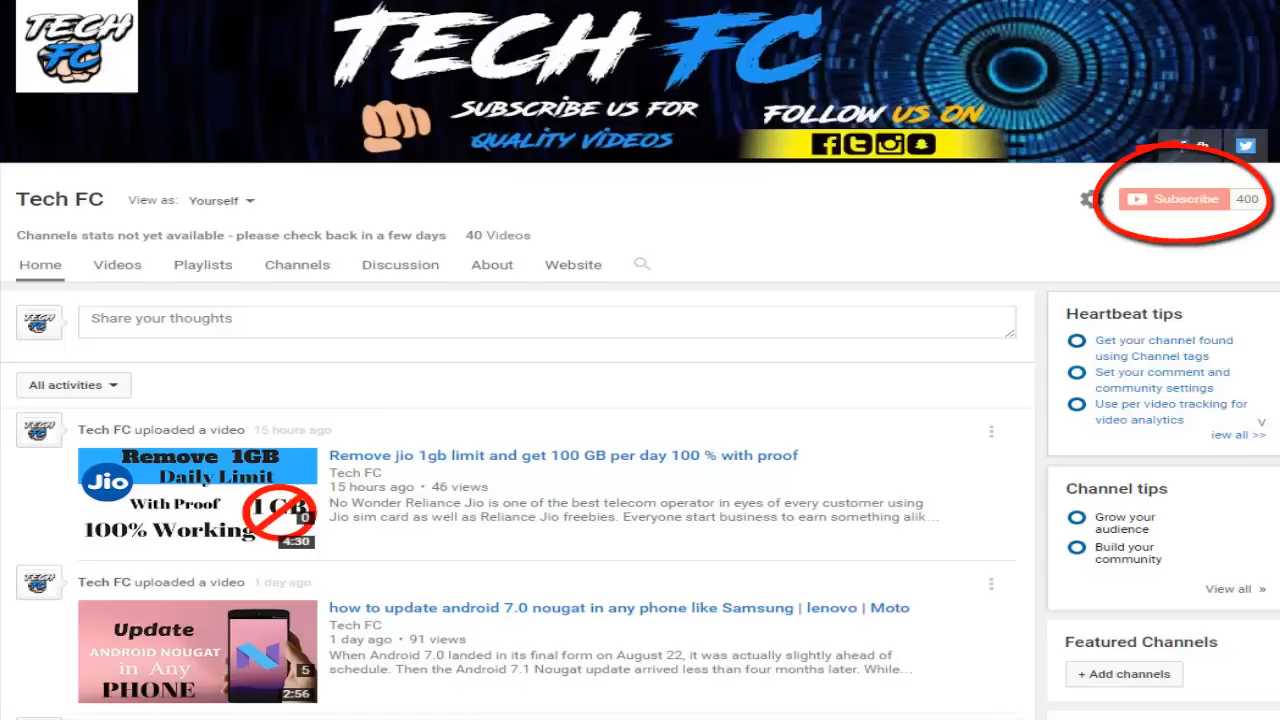 TECH
FC
TECH FC
SUBSCRIBE US FOR
QUALITY VIDEOS
FOLLOW US ON
Tech FC
View as: Yourself
Subscribe 400
Channels stats not yet available - please check back in a few days 40 Videos
Home Videos Playlists Channels Discussion About Website
TECH
FC
Share your thoughts
All activities
TECH
FC
Tech FC uploaded a video 15 hours ago
Remove 1GB
Daily Limit
Jio
With Proof
1 GB
100% Working
4:30
Remove jio 1gb limit and get 100 GB per day 100 % with proof
Tech FC
15 hours ago • 46 views
No Wonder Reliance Jio is one of the best telecom operator in eyes of every customer using
Jio sim card as well as Reliance Jio freebies. Everyone start business to earn something alik...
TECH
FC
Tech FC uploaded a video 1 day ago
Update
ANDROID NOUGAT
in Any
PHONE
5
2:56
how to update android 7.0 nougat in any phone like Samsung | lenovo | Moto
Tech FC
1 day ago • 91 views
When Android 7.0 landed in its final form on August 22, it was actually slightly ahead of
schedule. Then the Android 7.1 Nougat update arrived less than four months later. While...
Heartbeat tips
Get your channel found
using Channel tags
Set your comment and
community settings
Use per video tracking for
video analytics
V
iew all >>
Channel tips
Grow your
audience
Build your
community
View all »
Featured Channels
+ Add channels